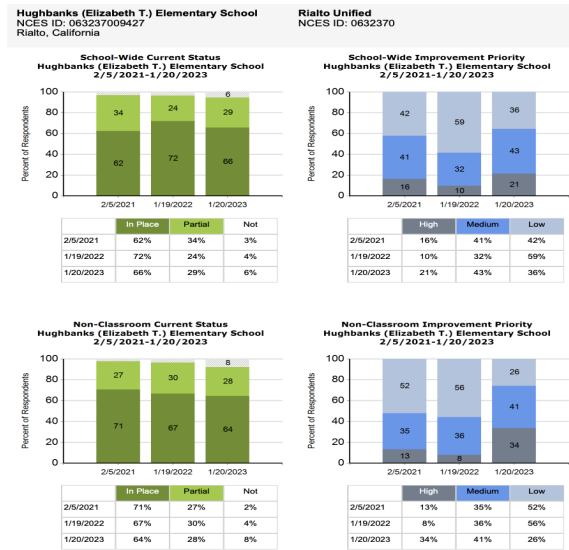 Hughbanks (Elizabeth T.) Elementary School
NCES ID: 063237009427
Rialto, California
Rialto Unified
NCES ID: 0632370
School-Wide Current Status
Hughbanks (Elizabeth T.) Elementary School
2/5/2021-1/20/2023
Percent of Respondents
100
80
60
40
20
0
34
24
6
29
62
72
66
2/5/2021 1/19/2022 1/20/2023
In Place Partial Not
2/5/2021 62% 34% 3%
1/19/2022 72% 24% 4%
1/20/2023 66% 29% 6%
School-Wide Improvement Priority
Hughbanks (Elizabeth T.) Elementary School
2/5/2021-1/20/2023
Percent of Respondents
100
80
60
40
20
0
42
59
36
41
32
43
16
10
21
2/5/2021 1/19/2022 1/20/2023
High Medium Low
2/5/2021 16% 41% 42%
1/19/2022 10% 32% 59%
1/20/2023 21% 43% 36%
Non-Classroom Current Status
Hughbanks (Elizabeth T.) Elementary School
2/5/2021-1/20/2023
Percent of Respondents
100
80
60
40
20
0
8
27
30
28
71
67
64
2/5/2021 1/19/2022 1/20/2023
In Place Partial Not
2/5/2021 71% 27% 2%
1/19/2022 67% 30% 4%
1/20/2023 64% 28% 8%
Non-Classroom Improvement Priority
Hughbanks (Elizabeth T.) Elementary School
2/5/2021-1/20/2023
Percent of Respondents
100
80
60
40
20
0
52
56
26
35
36
41
13
8
34
2/5/2021 1/19/2022 1/20/2023
High Medium Low
2/5/2021 13% 35% 52%
1/19/2022 8% 36% 56%
1/20/2023 34% 41% 26%